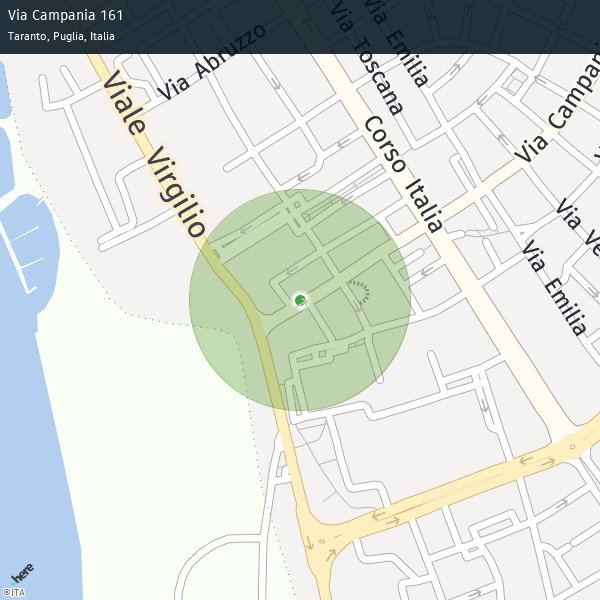 Via Campania 161
Taranto, Puglia, Italia
Via Abruzzo
Via Toscana
Via Emilia
Viale Virgilio
Corso Italia
Via Campani
Via Ve
Via Emilia
here
©ITA